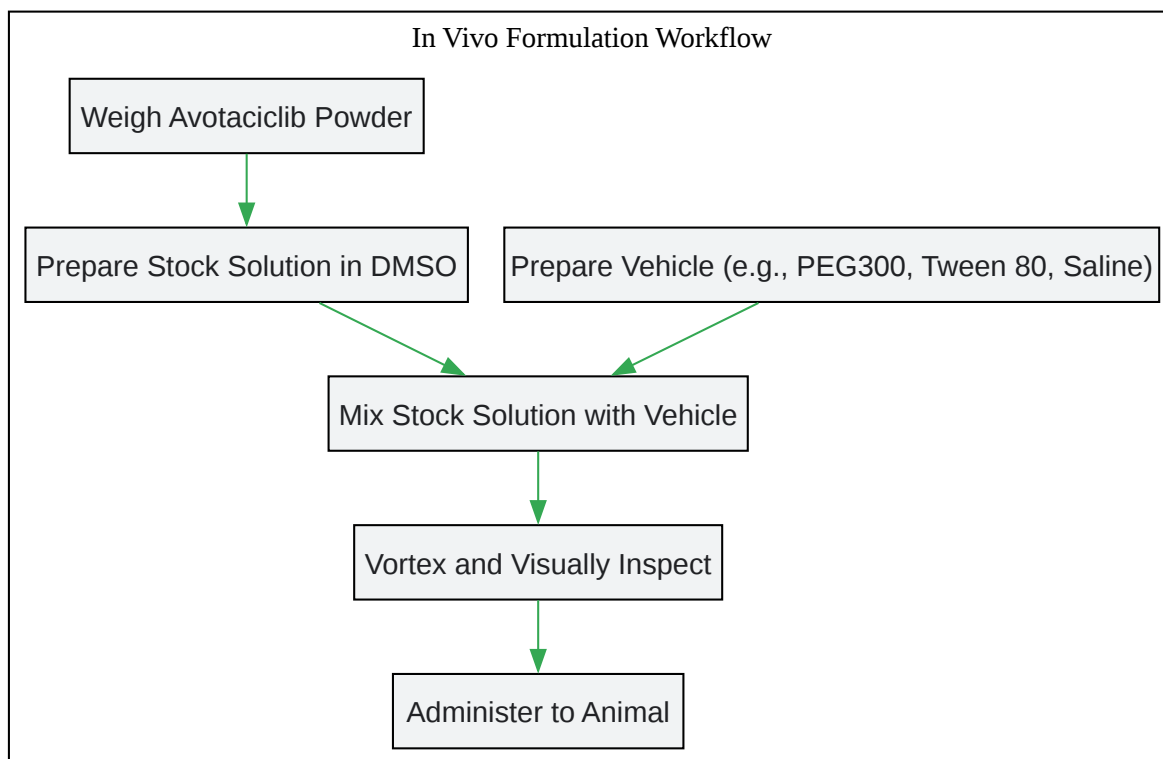 In Vivo Formulation Workflow
Weigh Avotaciclib Powder
Prepare Stock Solution in DMSO
Prepare Vehicle (e.g., PEG300, Tween 80, Saline)
Mix Stock Solution with Vehicle
Vortex and Visually Inspect
Administer to Animal